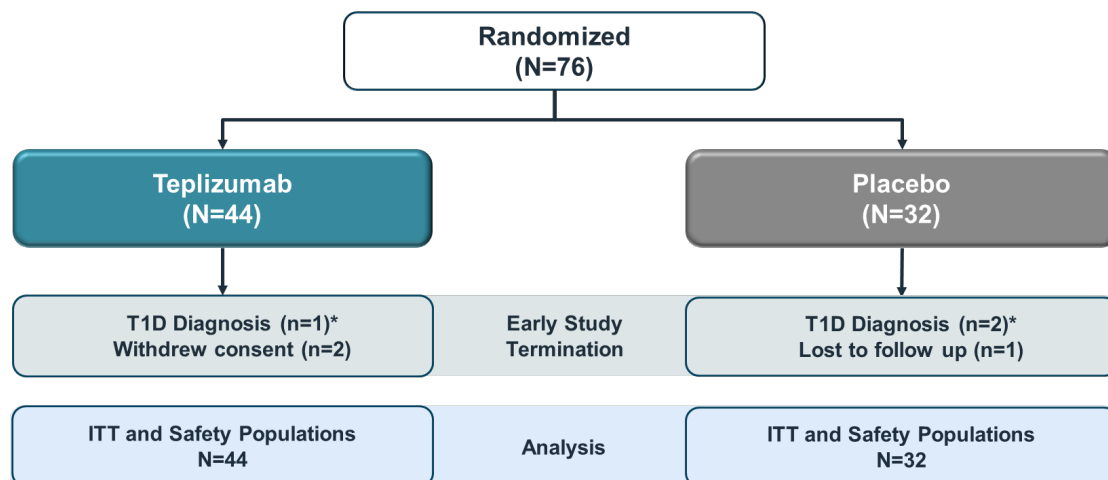 Randomized
(N=76)
Teplizumab
(N=44)
Placebo
(N=32)
T1D Diagnosis (n=1)*
Withdrew consent (n=2)
Early Study
Termination
T1D Diagnosis (n=2)*
Lost to follow up (n=1)
ITT and Safety Populations
N=44
Analysis
ITT and Safety Populations
N=32